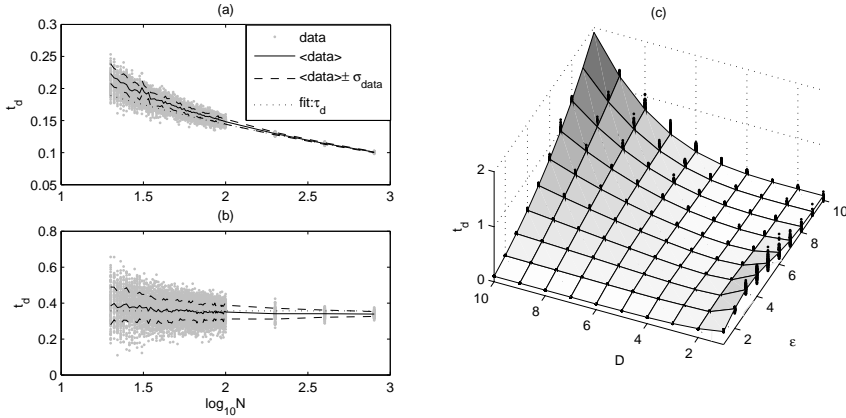 (a)
0.3
0.25
0.2
0.15
0.1
0.05
t_d
data
<data>
<data>± σ_data
fit:τ_d
1 1.5 2 2.5 3
(b)
0.8
0.6
0.4
0.2
0
t_d
1 1.5 2 2.5 3
log_10N
(c)
2
1
0
t_d
10 8 6 4 2
D
2 4 6 8 10
ε